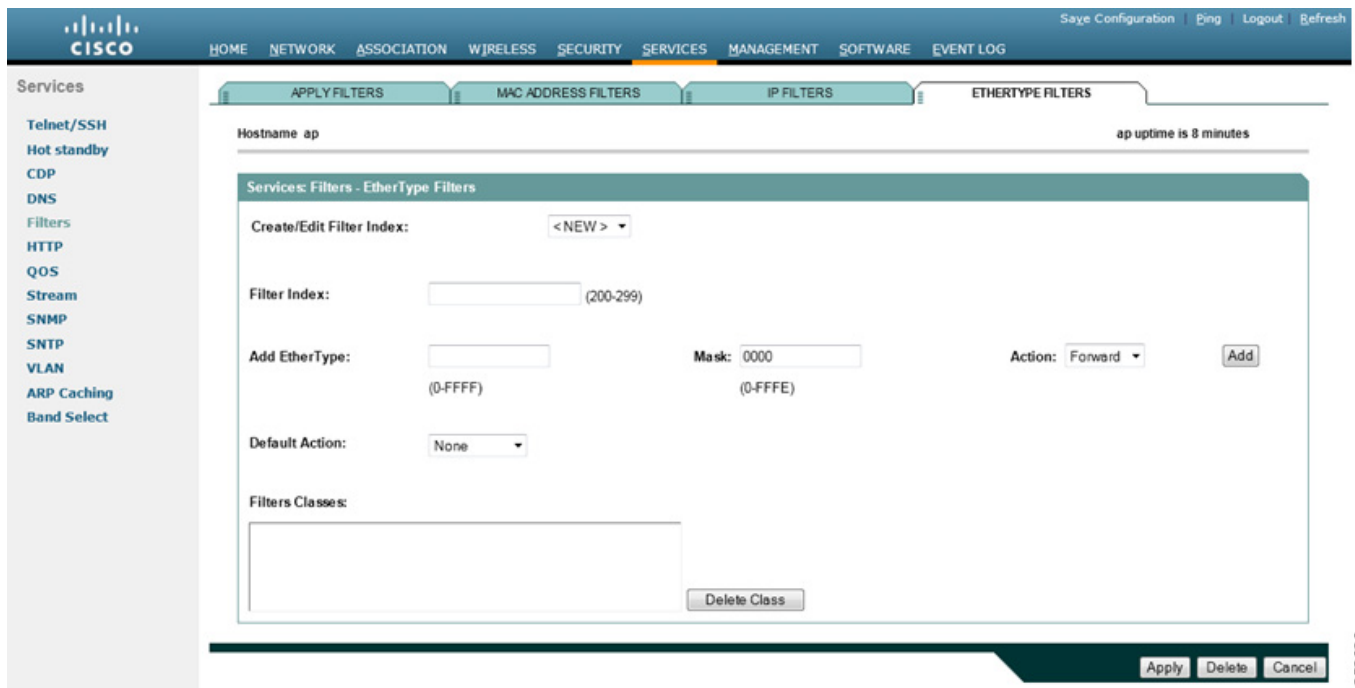 Save Configuration Ping Logout Refresh
CISCO
HOME NETWORK ASSOCIATION WIRELESS SECURITY SERVICES MANAGEMENT SOFTWARE EVENT LOG
Services
Telnet/SSH
Hot standby
CDP
DNS
Filters
HTTP
QOS
Stream
SNMP
SNTP
VLAN
ARP Caching
Band Select
APPLY FILTERS MAC ADDRESS FILTERS IP FILTERS ETHERTYPE FILTERS
Hostname ap ap uptime is 8 minutes
Services: Filters - EtherType Filters
Create/Edit Filter Index: < NEW >
Filter Index: (200-299)
Add EtherType: Mask: 0000 Action: Forward Add
(0-FFFF) (0-FFFE)
Default Action: None
Filters Classes:
Delete Class
Apply Delete Cancel